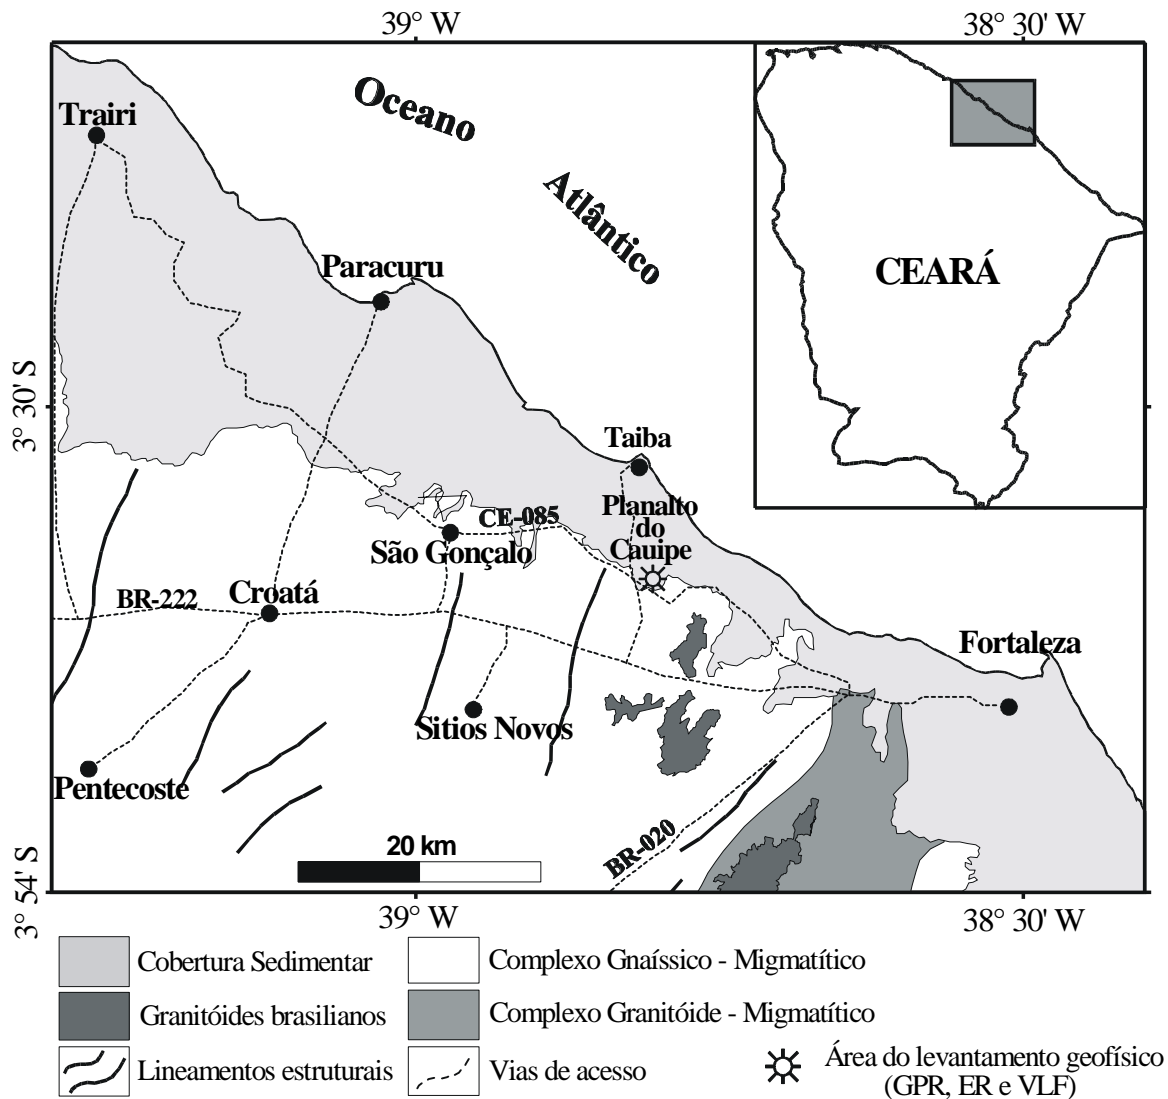 39° W
38° 30' W
Oceano
Atlântico
Trairi
Paracuru
CEARÁ
3° 30' S
Taiba
Planalto
do
Cauipe
CE-085
São Gonçalo
BR-222
Croatá
Fortaleza
Sitios Novos
Pentecoste
20 km
BR-020
3° 54' S
39° W
38° 30' W
Cobertura Sedimentar
Complexo Gnaíssico - Migmatítico
Granitóides brasilianos
Complexo Granitóide - Migmatítico
Lineamentos estruturais
Vias de acesso
Área do levantamento geofísico
(GPR, ER e VLF)